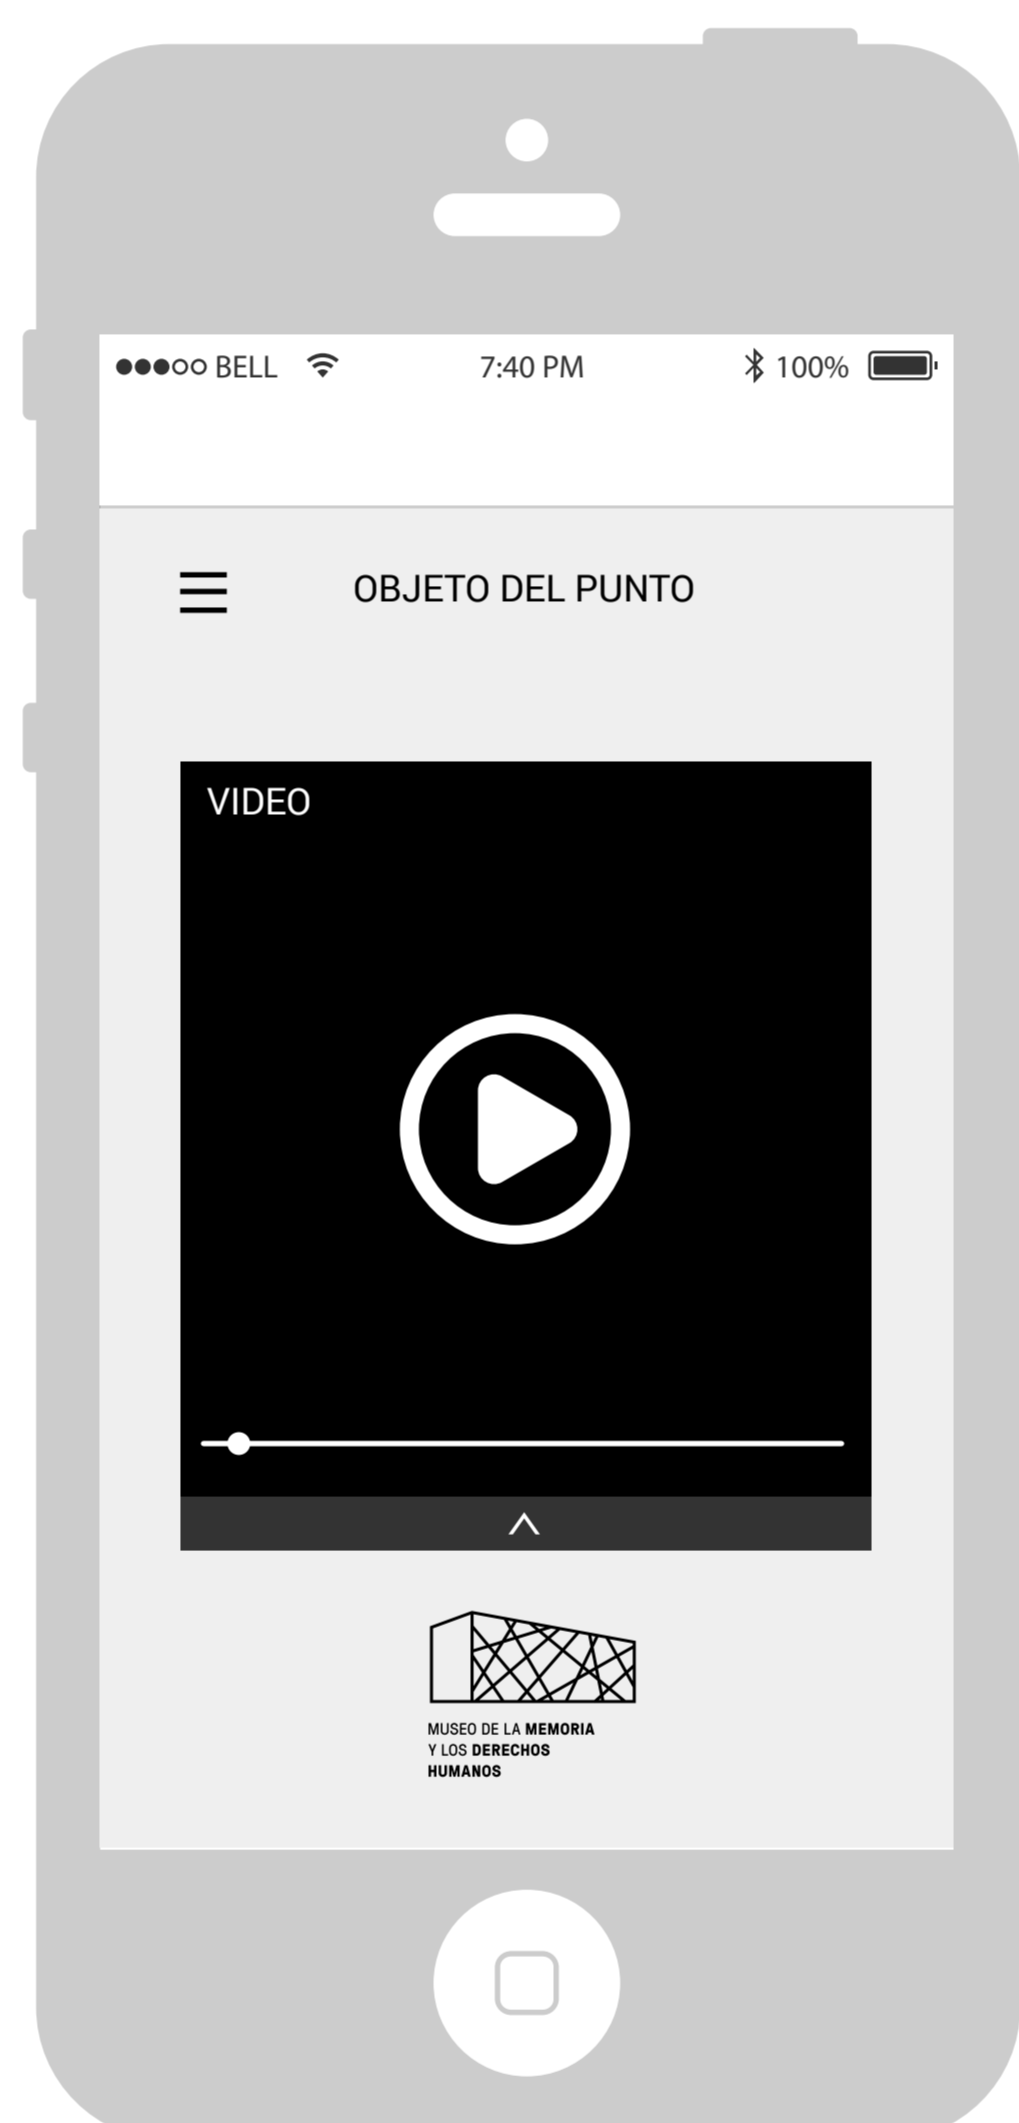 BELL 7:40 PM 100%
OBJETO DEL PUNTO
VIDEO
MUSEO DE LA MEMORIA
Y LOS DERECHOS
HUMANOS